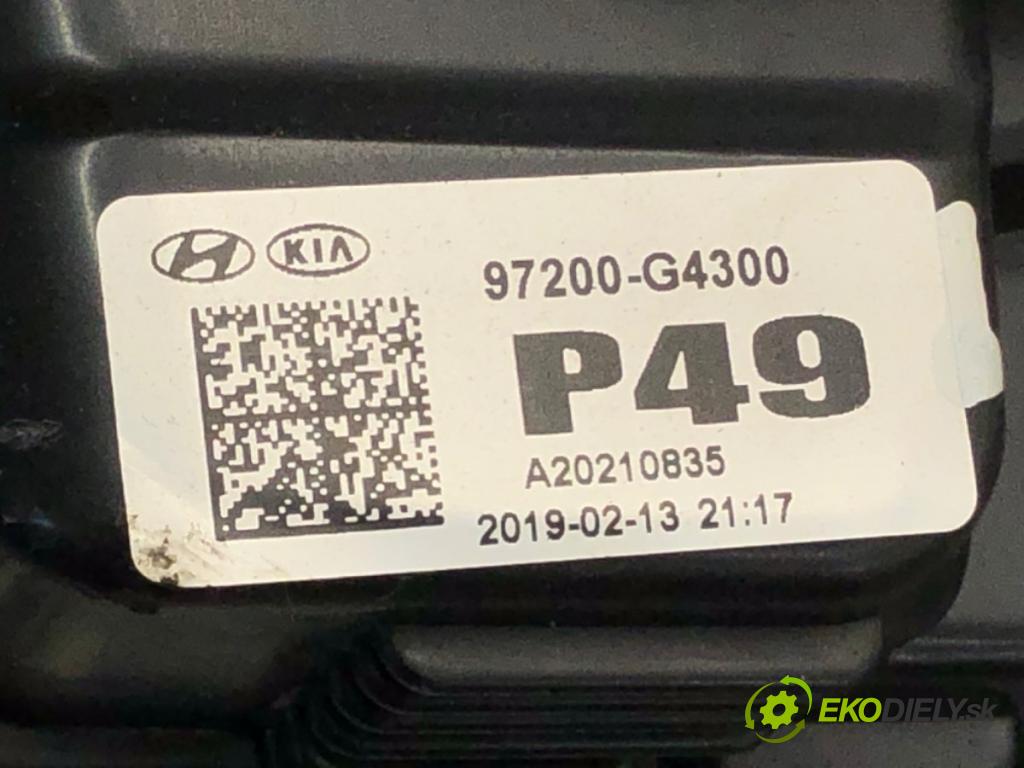 KIA
97200-G4300
P49
A20210835
2019-02-13 21:17
EKODIELY.sk